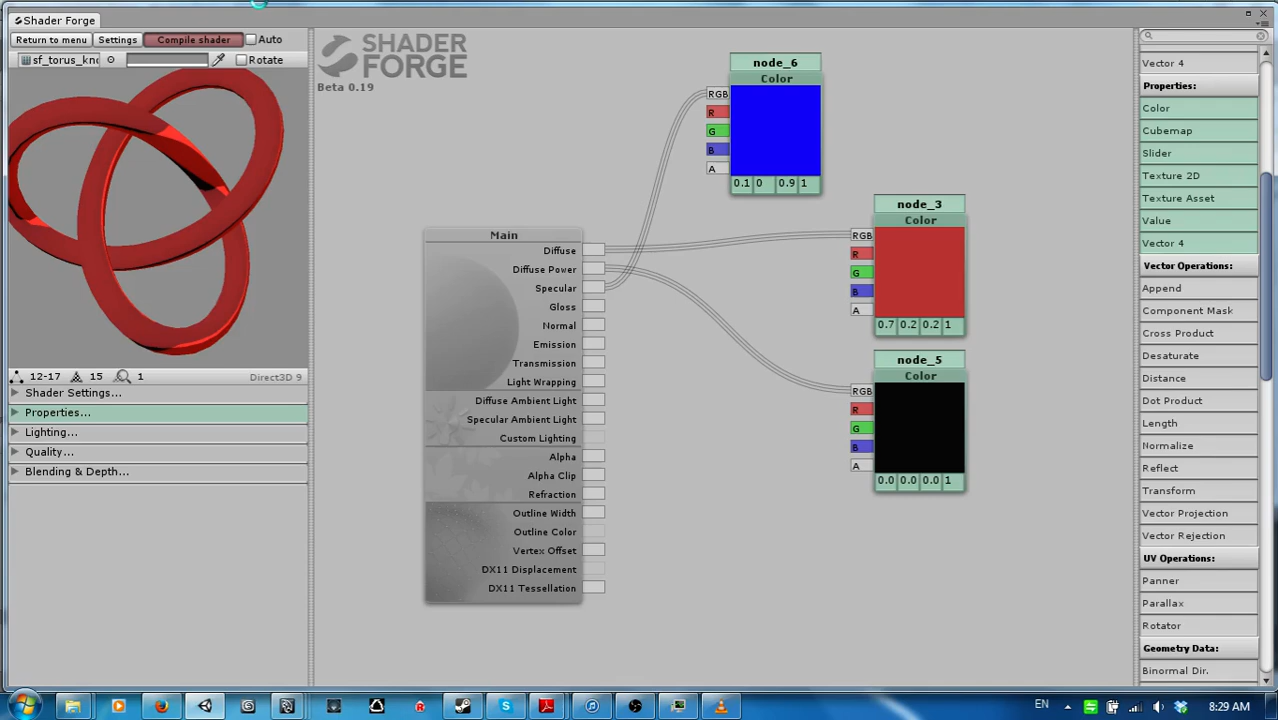 Shader Forge
Return to menu
Settings
Compile shader
Auto
Rotate
SHADER
FORGE
Beta 0.19
12-17
15
1
Direct3D 9
Shader Settings...
Properties...
Lighting...
Quality...
Blending & Depth...
Main
Diffuse
Diffuse Power
Specular
Gloss
Normal
Emission
Transmission
Light Wrapping
Diffuse Ambient Light
Specular Ambient Light
Custom Lighting
Alpha
Alpha Clip
Refraction
Outline Width
Outline Color
Vertex Offset
DX11 Displacement
DX11 Tessellation
node_6
Color
RGB
R
G
B
A
0.1 0 0.9 1
node_3
Color
RGB
R
G
B
A
0.7 0.2 0.2 1
node_5
Color
RGB
R
G
B
A
0.0 0.0 0.0 1
Vector 4
Properties:
Color
Cubemap
Slider
Texture 2D
Texture Asset
Value
Vector 4
Vector Operations:
Append
Component Mask
Cross Product
Desaturate
Distance
Dot Product
Length
Normalize
Reflect
Transform
Vector Projection
Vector Rejection
UV Operations:
Panner
Parallax
Rotator
Geometry Data:
Binormal Dir.
EN
8:29 AM